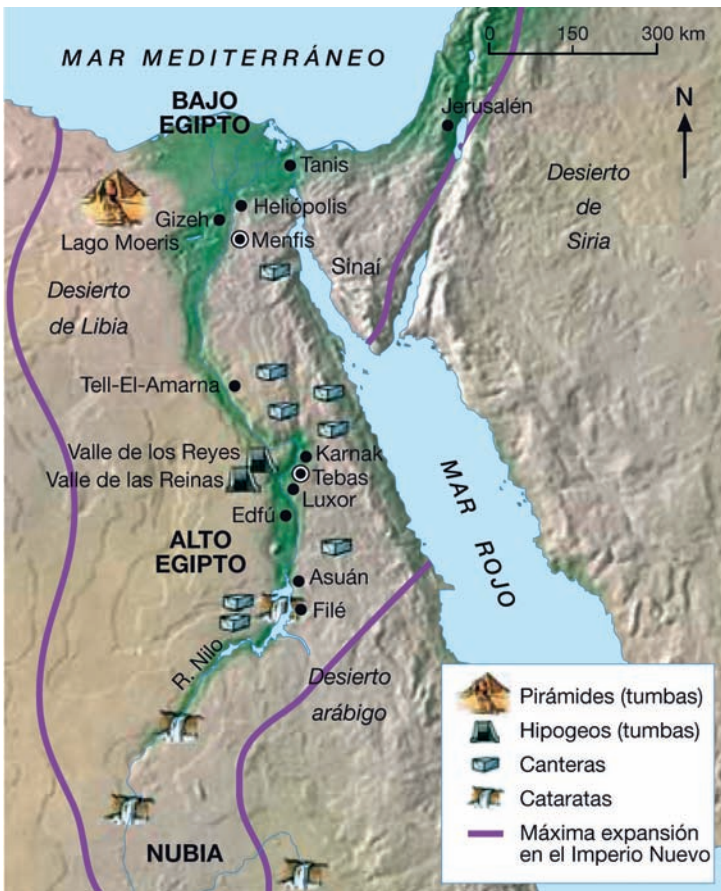 0 150 300 km
MAR MEDITERRÁNEO
BAJO
EGIPTO
Jerusalén
N
Tanis
Desierto
de
Siria
Heliópolis
Gizeh
Lago Moeris
Menfis
Sínaí
Desierto
de Libia
Tell-El-Amarna
Valle de los Reyes
Karnak
Valle de las Reinas
Tebas
Luxor
MAR ROJO
Edfú
ALTO
EGIPTO
Asuán
Filé
R. Nilo
Desierto
arábigo
NUBIA
Pirámides (tumbas)
Hipogeos (tumbas)
Canteras
Cataratas
Máxima expansión
en el Imperio Nuevo